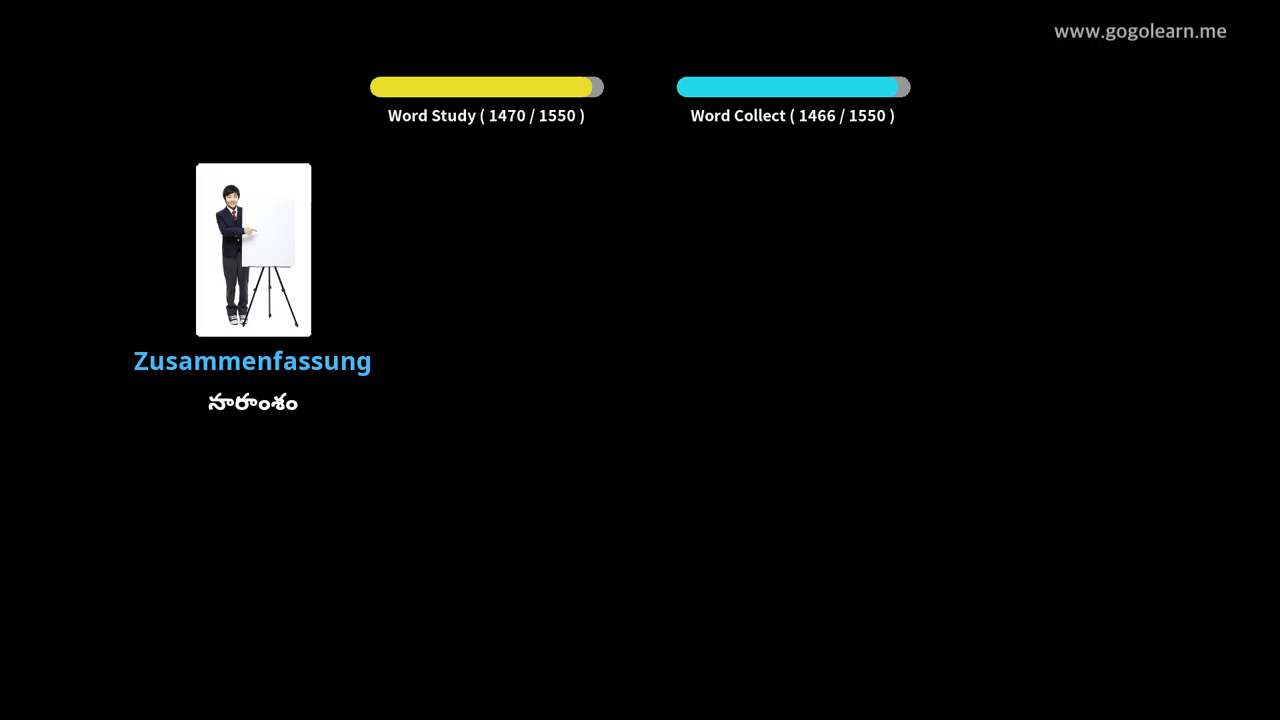 www.gogolearn.me
Word Study ( 1470 / 1550 )
Word Collect ( 1466 / 1550 )
Zusammenfassung
సారాంశం